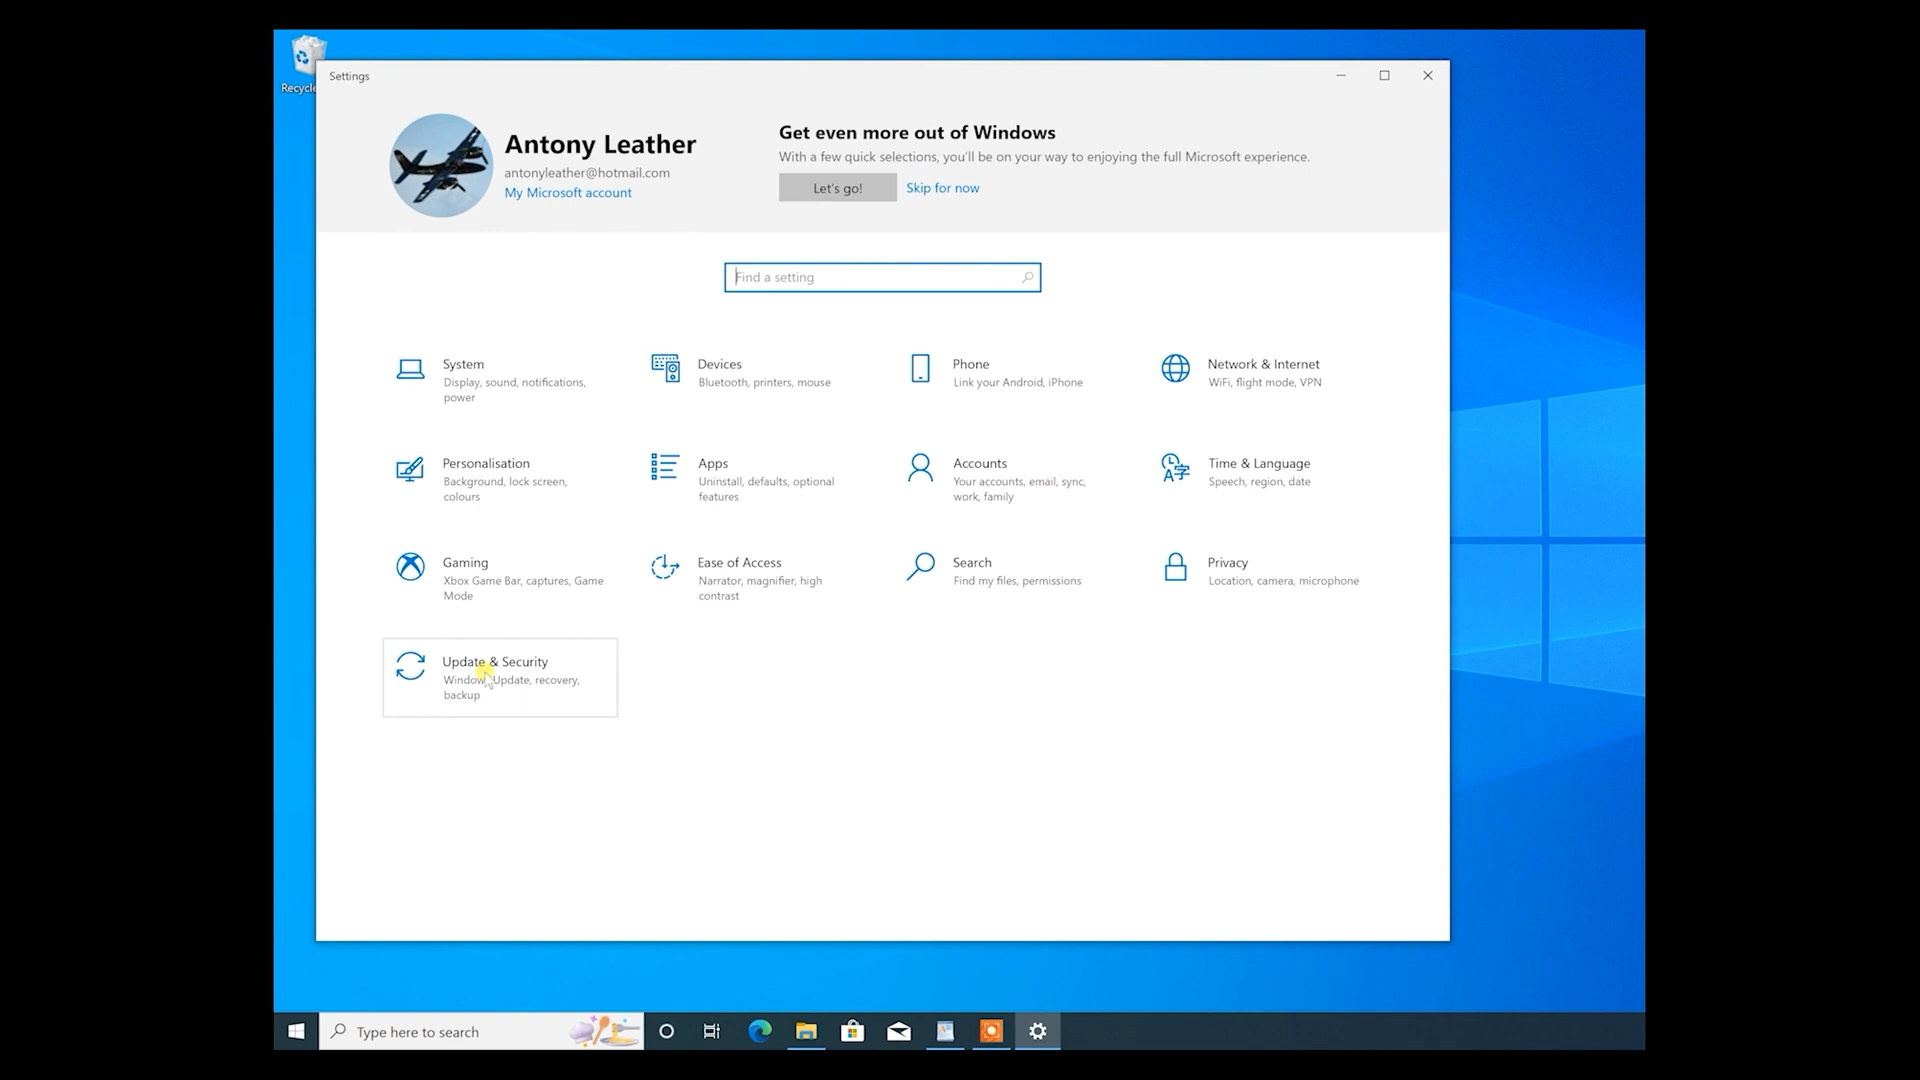 Recycle
Settings
Antony Leather
antonyleather@hotmail.com
My Microsoft account
Get even more out of Windows
With a few quick selections, you'll be on your way to enjoying the full Microsoft experience.
Let's go!
Skip for now
Find a setting
System
Display, sound, notifications,
power
Devices
Bluetooth, printers, mouse
Phone
Link your Android, iPhone
Network & Internet
WiFi, flight mode, VPN
Personalisation
Background, lock screen,
colours
Apps
Uninstall, defaults, optional
features
Accounts
Your accounts, email, sync,
work, family
Time & Language
Speech, region, date
Gaming
Xbox Game Bar, captures, Game
Mode
Ease of Access
Narrator, magnifier, high
contrast
Search
Find my files, permissions
Privacy
Location, camera, microphone
Update & Security
Windows Update, recovery,
backup
Type here to search